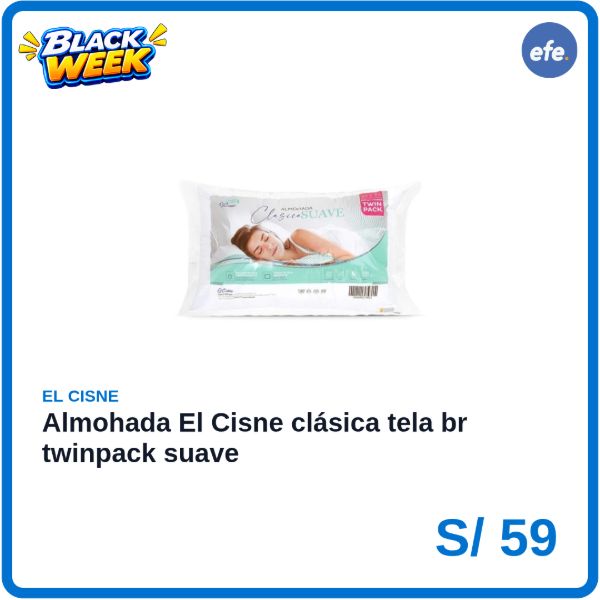 BLACK
WEEK
efe.
ALMOHADA
Clásica SUAVE
TWIN
PACK
EL CISNE
Almohada El Cisne clásica tela br
twinpack suave
S/ 59